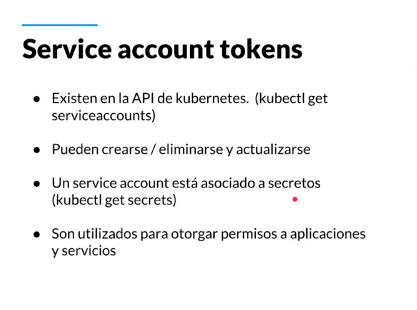 Service account tokens
● Existen en la API de kubernetes. (kubectl get
serviceaccounts)
● Pueden crearse / eliminarse y actualizarse
● Un service account está asociado a secretos
(kubectl get secrets)
● Son utilizados para otorgar permisos a aplicaciones
y servicios